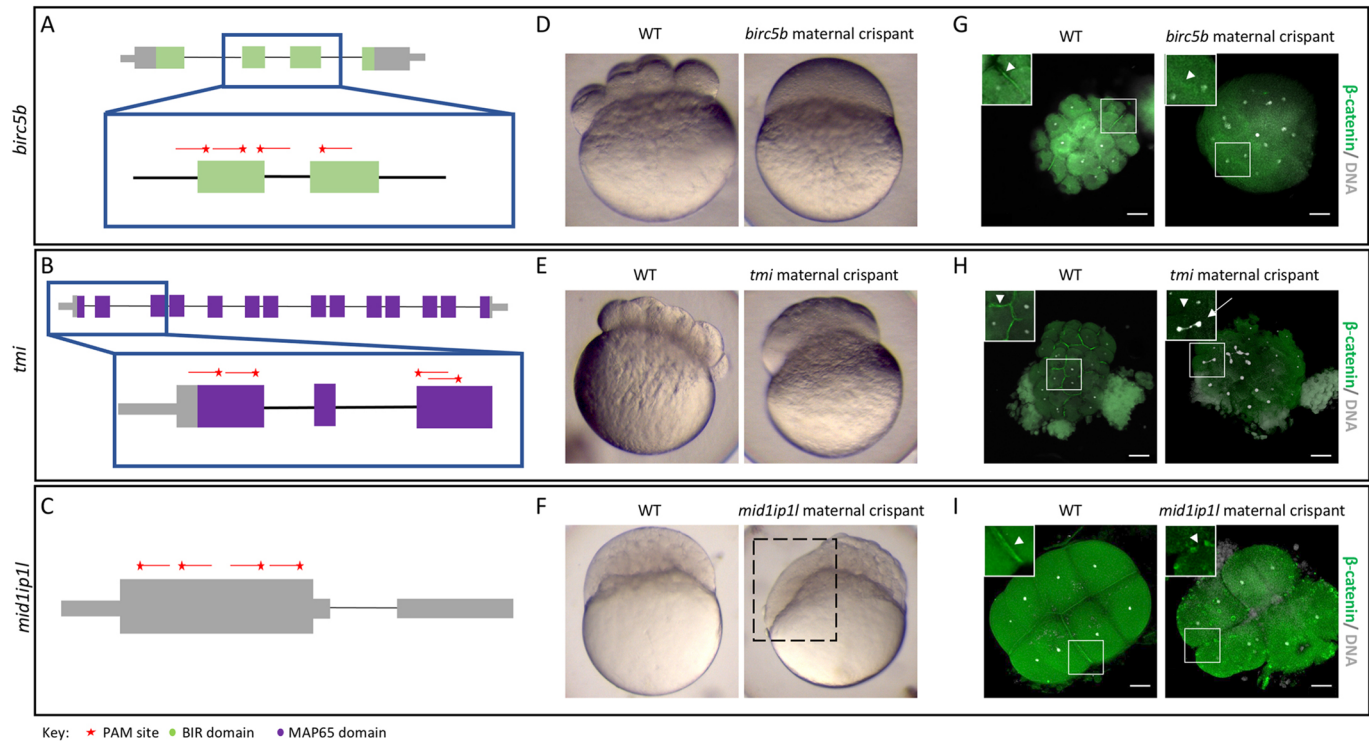 A
birc5b
D
WT
birc5b maternal crispant
G
WT
birc5b maternal crispant
β-catenin/ DNA
B
tmi
E
WT
tmi maternal crispant
H
WT
tmi maternal crispant
β-catenin/ DNA
C
mid1ip1l
F
WT
mid1ip1l maternal crispant
I
WT
mid1ip1l maternal crispant
β-catenin/ DNA
Key: PAM site BIR domain MAP65 domain